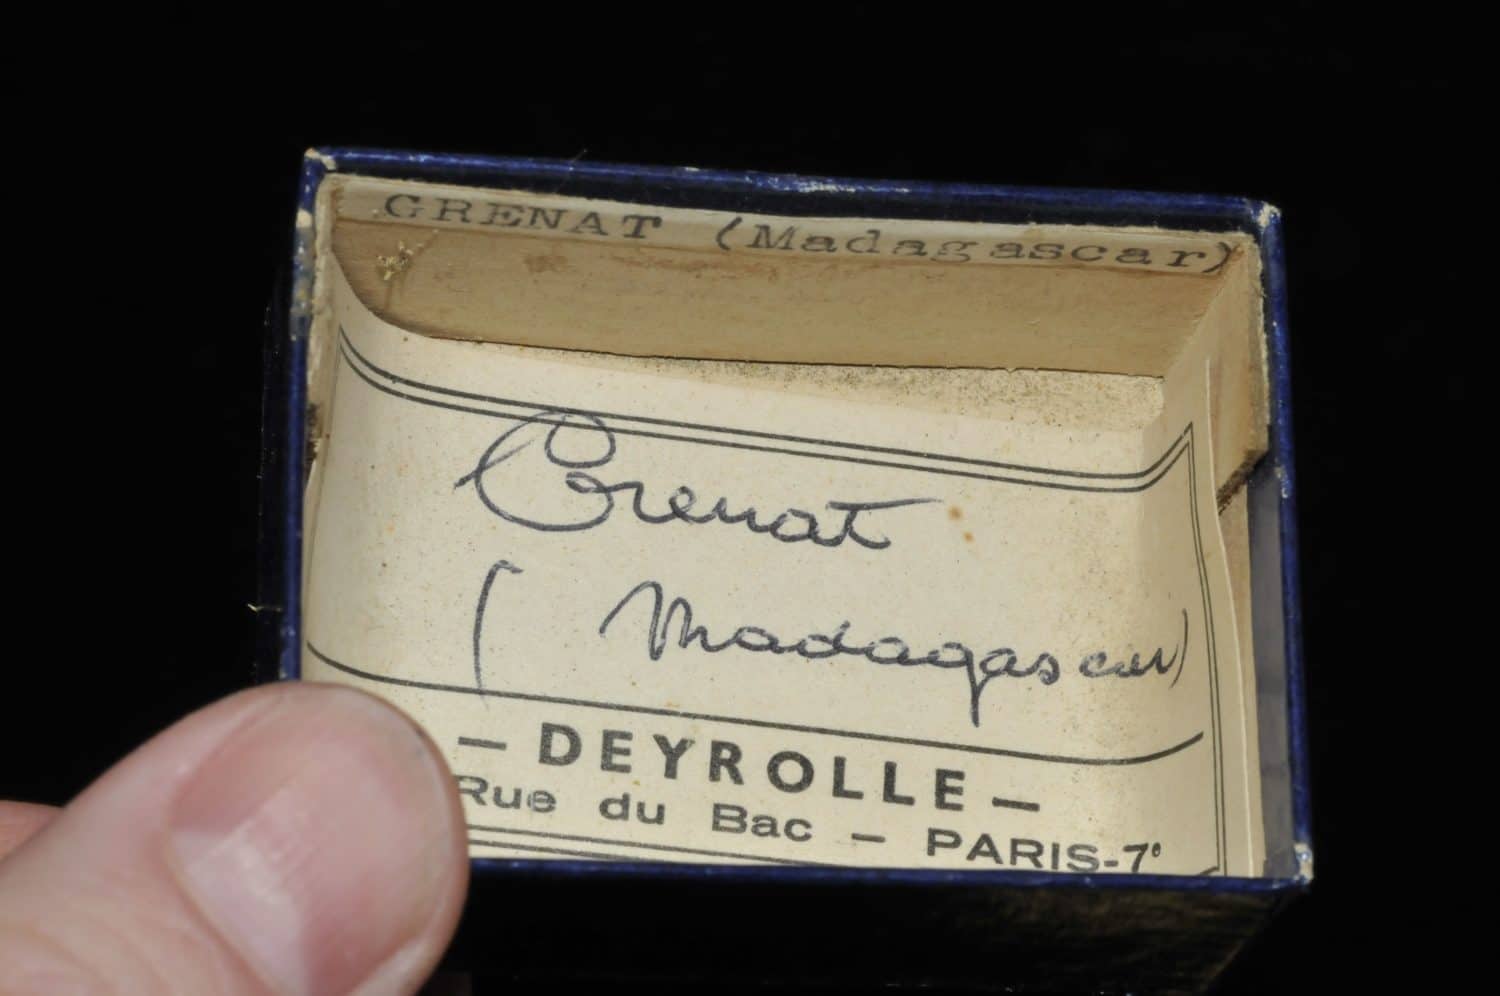 GRENAT (Madagascar)
Grenat
( Madagascar)
— DEYROLLE —
Rue du Bac — PARIS-7e